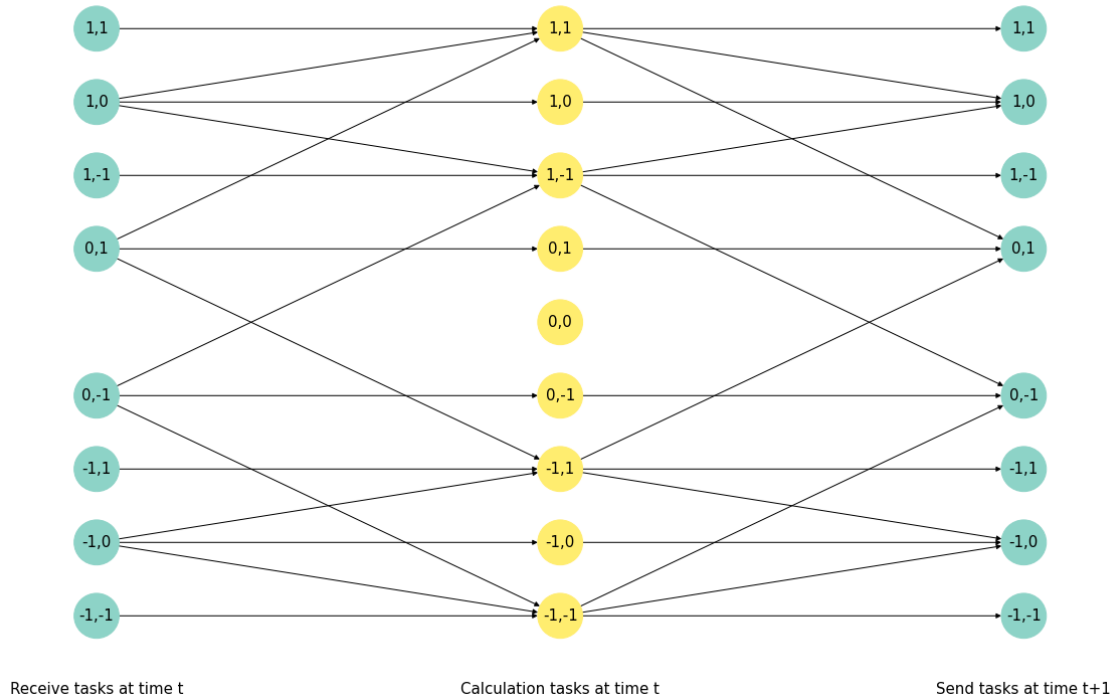 1,1 1,1 1,1
1,0 1,0 1,0
1,-1 1,-1 1,-1
0,1 0,1 0,1
0,0
0,-1 0,-1 0,-1
-1,1 -1,1 -1,1
-1,0 -1,0 -1,0
-1,-1 -1,-1 -1,-1
Receive tasks at time t Calculation tasks at time t Send tasks at time t+1